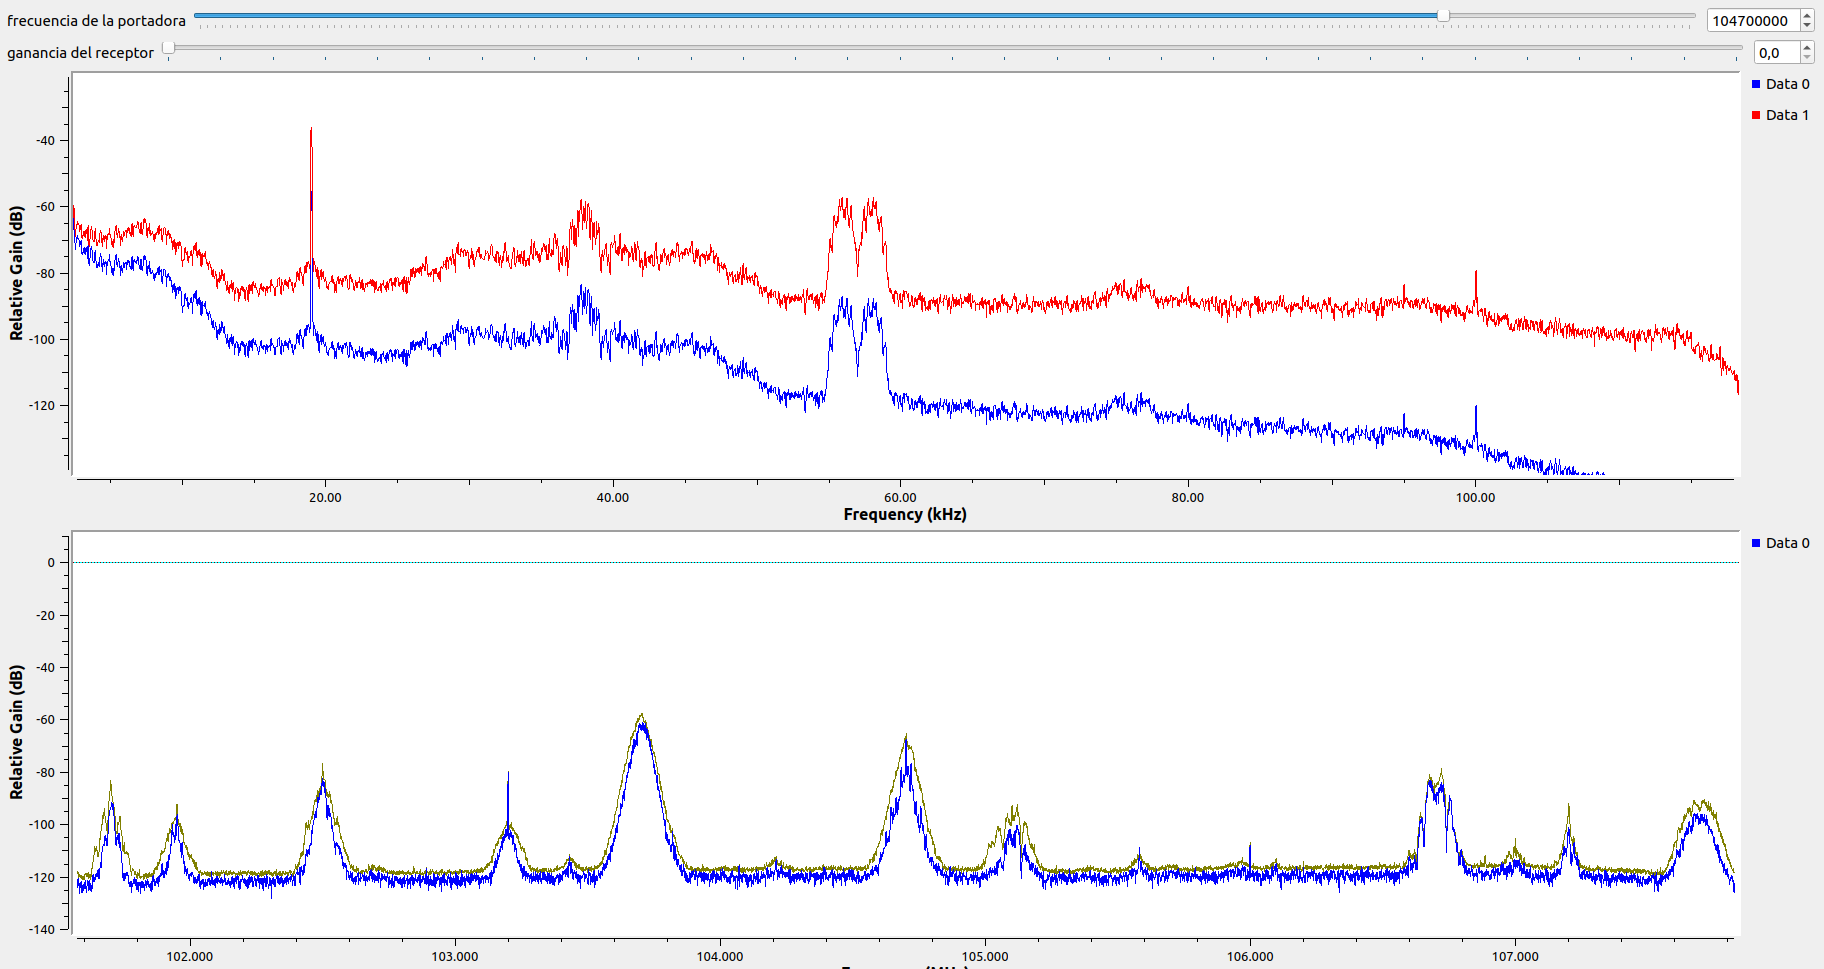 frecuencia de la portadora 104700000
ganancia del receptor 0,0
Data 0
Data 1
Relative Gain (dB)
-40
-60
-80
-100
-120
20.00 40.00 60.00 80.00 100.00
Frequency (kHz)
Data 0
Relative Gain (dB)
0
-20
-40
-60
-80
-100
-120
-140
102.000 103.000 104.000 105.000 106.000 107.000